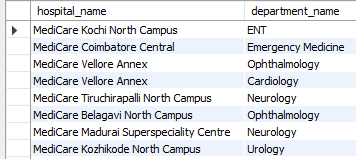 hospital_name department_name
MediCare Kochi North Campus ENT
MediCare Coimbatore Central Emergency Medicine
MediCare Vellore Annex Ophthalmology
MediCare Vellore Annex Cardiology
MediCare Tiruchirapalli North Campus Neurology
MediCare Belagavi North Campus Ophthalmology
MediCare Madurai Superspeciality Centre Neurology
MediCare Kozhikode North Campus Urology